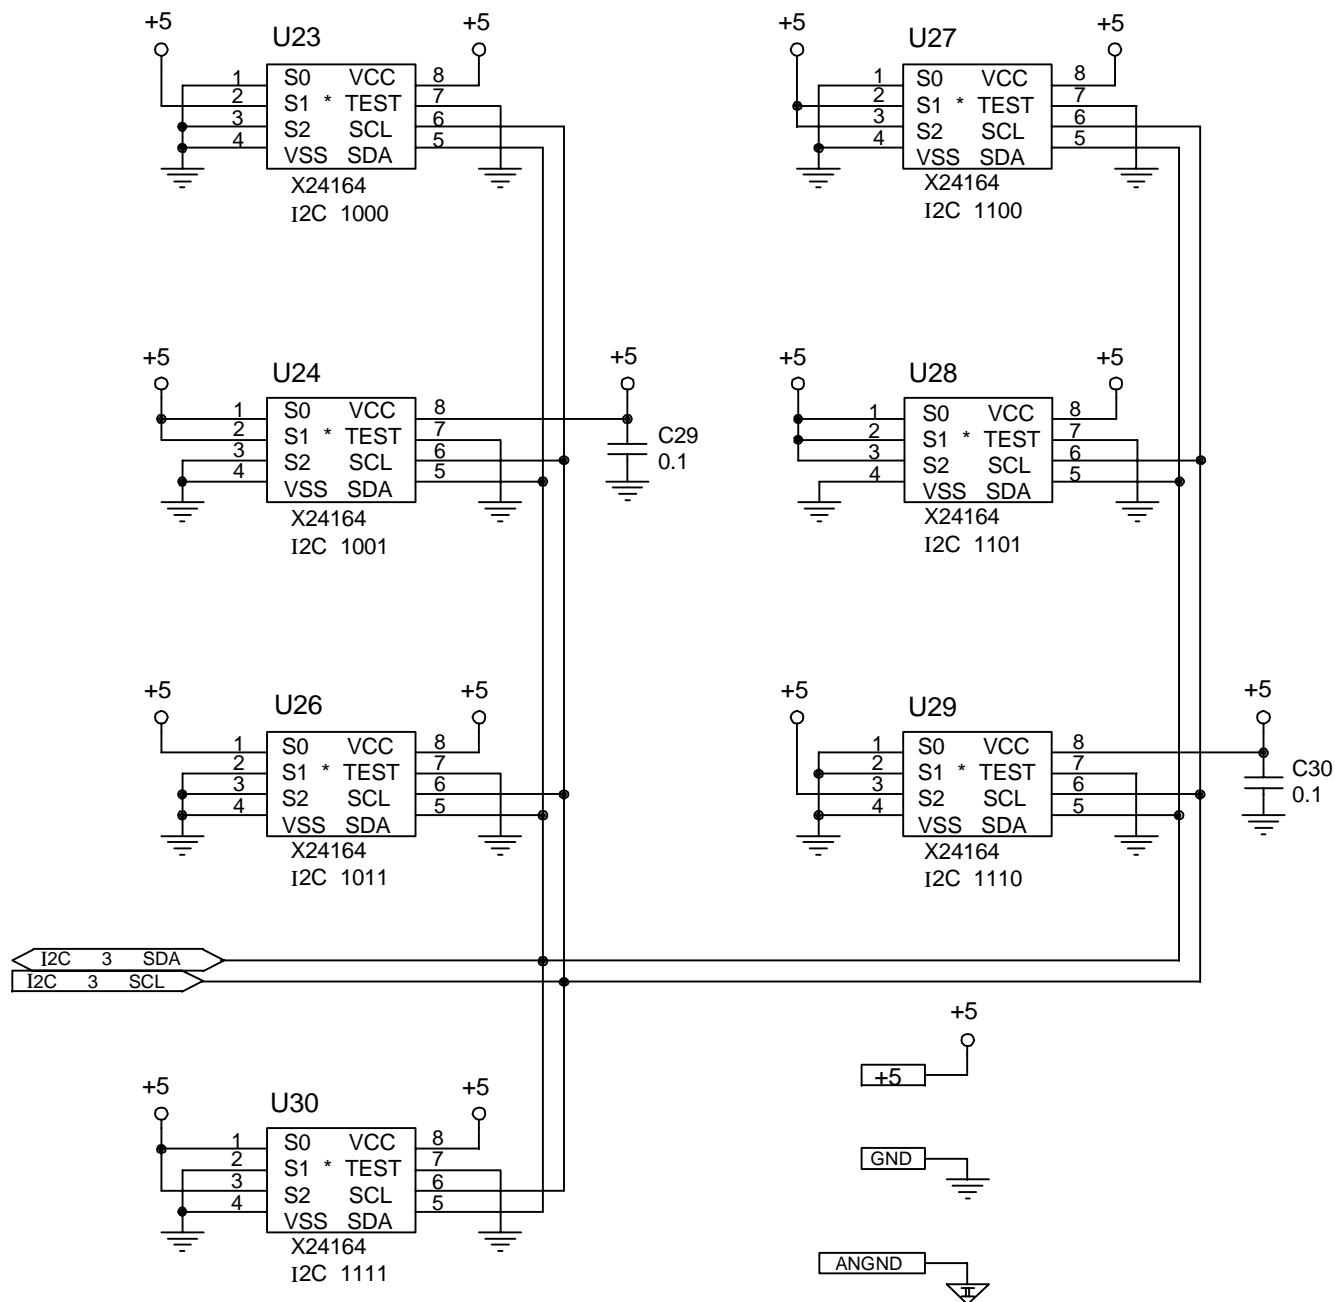 +5
U23
1 S0 VCC 8
2 S1 * TEST 7
3 S2 SCL 6
4 VSS SDA 5
X24164
I2C 1000
+5
+5
U27
1 S0 VCC 8
2 S1 * TEST 7
3 S2 SCL 6
4 VSS SDA 5
X24164
I2C 1100
+5
+5
U24
1 S0 VCC 8
2 S1 * TEST 7
3 S2 SCL 6
4 VSS SDA 5
X24164
I2C 1001
+5
C29
0.1
+5
U28
1 S0 VCC 8
2 S1 * TEST 7
3 S2 SCL 6
4 VSS SDA 5
X24164
I2C 1101
+5
+5
U26
1 S0 VCC 8
2 S1 * TEST 7
3 S2 SCL 6
4 VSS SDA 5
X24164
I2C 1011
+5
+5
U29
1 S0 VCC 8
2 S1 * TEST 7
3 S2 SCL 6
4 VSS SDA 5
X24164
I2C 1110
+5
C30
0.1
I2C 3 SDA
I2C 3 SCL
+5
U30
1 S0 VCC 8
2 S1 * TEST 7
3 S2 SCL 6
4 VSS SDA 5
X24164
I2C 1111
+5
+5
+5
GND
ANGND